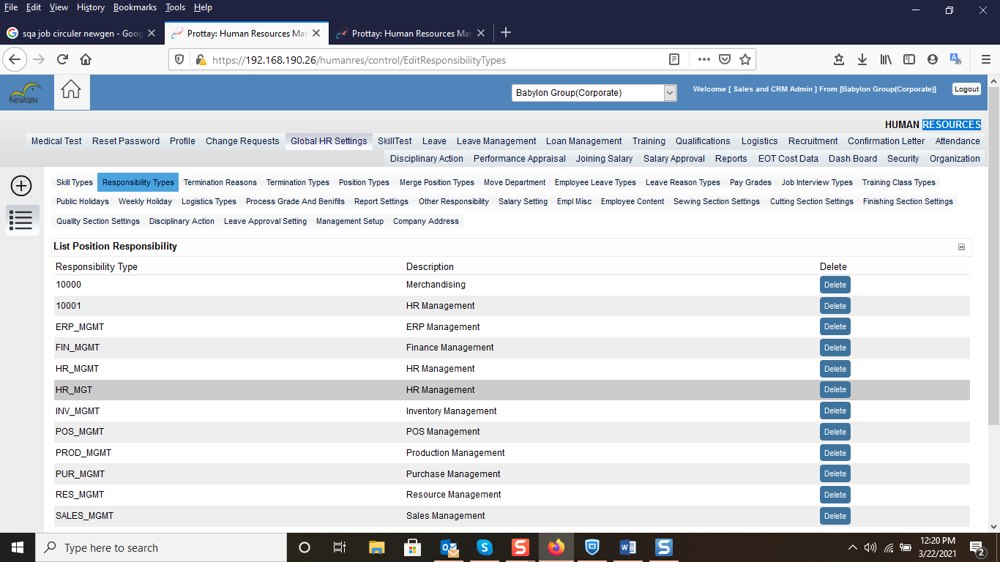 File Edit View History Bookmarks Tools Help
sqa job circuler newgen - Goog
Prottay: Human Resources Mar
Prottay: Human Resources Mar
https://192.168.190.26/humanres/control/EditResponsibilityTypes
NEWGEN
Babylon Group(Corporate)
Welcome [ Sales and CRM Admin ] From [Babylon Group(Corporate)]
Logout
HUMAN RESOURCES
Medical Test Reset Password Profile Change Requests Global HR Settings SkillTest Leave Leave Management Loan Management Training Qualifications Logistics Recruitment Confirmation Letter Attendance
Disciplinary Action Performance Appraisal Joining Salary Salary Approval Reports EOT Cost Data Dash Board Security Organization
Skill Types Responsibility Types Termination Reasons Termination Types Position Types Merge Position Types Move Department Employee Leave Types Leave Reason Types Pay Grades Job Interview Types Training Class Types
Public Holidays Weekly Holiday Logistics Types Process Grade And Benifits Report Settings Other Responsibility Salary Setting Empl Misc Employee Content Sewing Section Settings Cutting Section Settings Finishing Section Settings
Quality Section Settings Disciplinary Action Leave Approval Setting Management Setup Company Address
List Position Responsibility
Responsibility Type Description Delete
10000 Merchandising Delete
10001 HR Management Delete
ERP_MGMT ERP Management Delete
FIN_MGMT Finance Management Delete
HR_MGMT HR Management Delete
HR_MGT HR Management Delete
INV_MGMT Inventory Management Delete
POS_MGMT POS Management Delete
PROD_MGMT Production Management Delete
PUR_MGMT Purchase Management Delete
RES_MGMT Resource Management Delete
SALES_MGMT Sales Management Delete
Type here to search
12:20 PM
3/22/2021
2